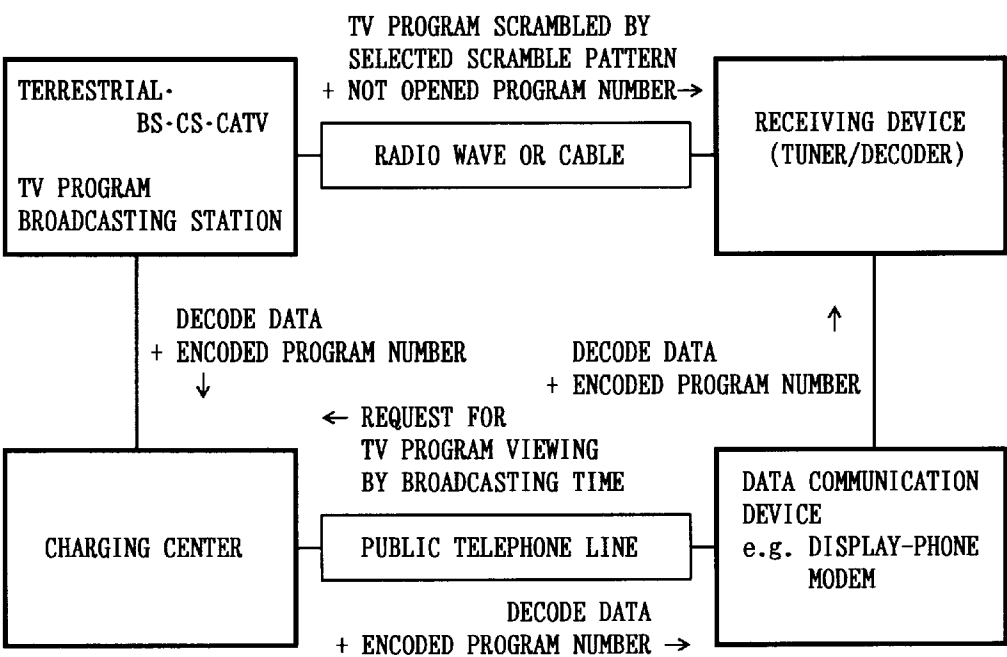 TV PROGRAM SCRAMBLED BY
SELECTED SCRAMBLE PATTERN
+ NOT OPENED PROGRAM NUMBER→
TERRESTRIAL·
BS·CS·CATV
TV PROGRAM
BROADCASTING STATION
RADIO WAVE OR CABLE
RECEIVING DEVICE
(TUNER/DECODER)
DECODE DATA
+ ENCODED PROGRAM NUMBER
↓
↑
DECODE DATA
+ ENCODED PROGRAM NUMBER
← REQUEST FOR
TV PROGRAM VIEWING
BY BROADCASTING TIME
CHARGING CENTER
PUBLIC TELEPHONE LINE
DATA COMMUNICATION
DEVICE
e.g. DISPLAY-PHONE
MODEM
DECODE DATA
+ ENCODED PROGRAM NUMBER →